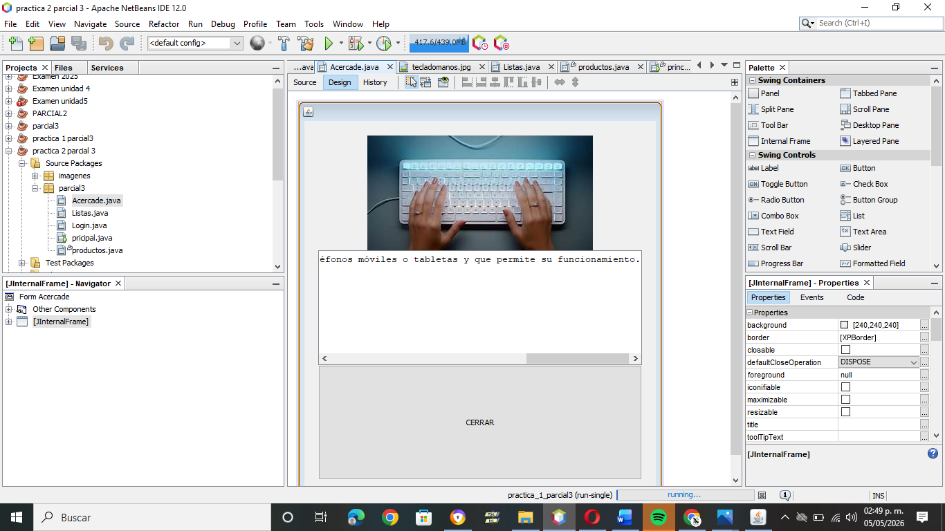 practica 2 parcial 3 - Apache NetBeans IDE 12.0
File Edit View Navigate Source Refactor Run Debug Profile Team Tools Window Help
Search (Ctrl+I)
<default config>
417.6/439.0MB
Projects Files Services
...ava Acercade.java tecladomanos.jpg Listas.java productos.java princ...
Palette
Source Design History
Examen 2025
Examen unidad 4
Examen unidad5
PARCIAL2
parcial3
practica 1 parcial3
practica 2 parcial 3
Source Packages
imagenes
parcial3
Acercade.java
Listas.java
Login.java
pricipal.java
productos.java
Test Packages
[JInternalFrame] - Navigator
Form Acercade
Other Components
[JInternalFrame]
éfonos móviles o tabletas y que permite su funcionamiento.
CERRAR
Swing Containers
Panel Tabbed Pane
Split Pane Scroll Pane
Tool Bar Desktop Pane
Internal Frame Layered Pane
Swing Controls
Label Button
Toggle Button Check Box
Radio Button Button Group
Combo Box List
Text Field Text Area
Scroll Bar Slider
Progress Bar Formatted Field
[JInternalFrame] - Properties
Properties Events Code
Properties
background [240,240,240]
border [XPBorder]
closable
defaultCloseOperation DISPOSE
foreground null
iconifiable
maximizable
resizable
title
toolTipText
[JInternalFrame]
practica_1_parcial3 (run-single) running... 1 INS
Buscar
02:49 p. m.
05/05/2026